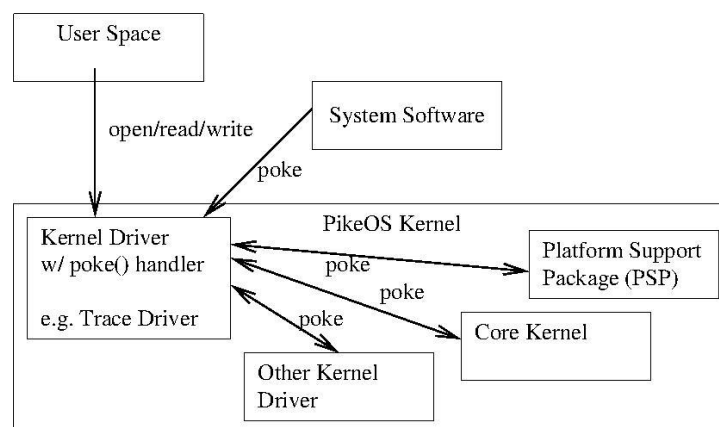 User Space
System Software
open/read/write
poke
PikeOS Kernel
Kernel Driver
w/ poke() handler
e.g. Trace Driver
poke
Platform Support
Package (PSP)
poke
Core Kernel
poke
Other Kernel
Driver